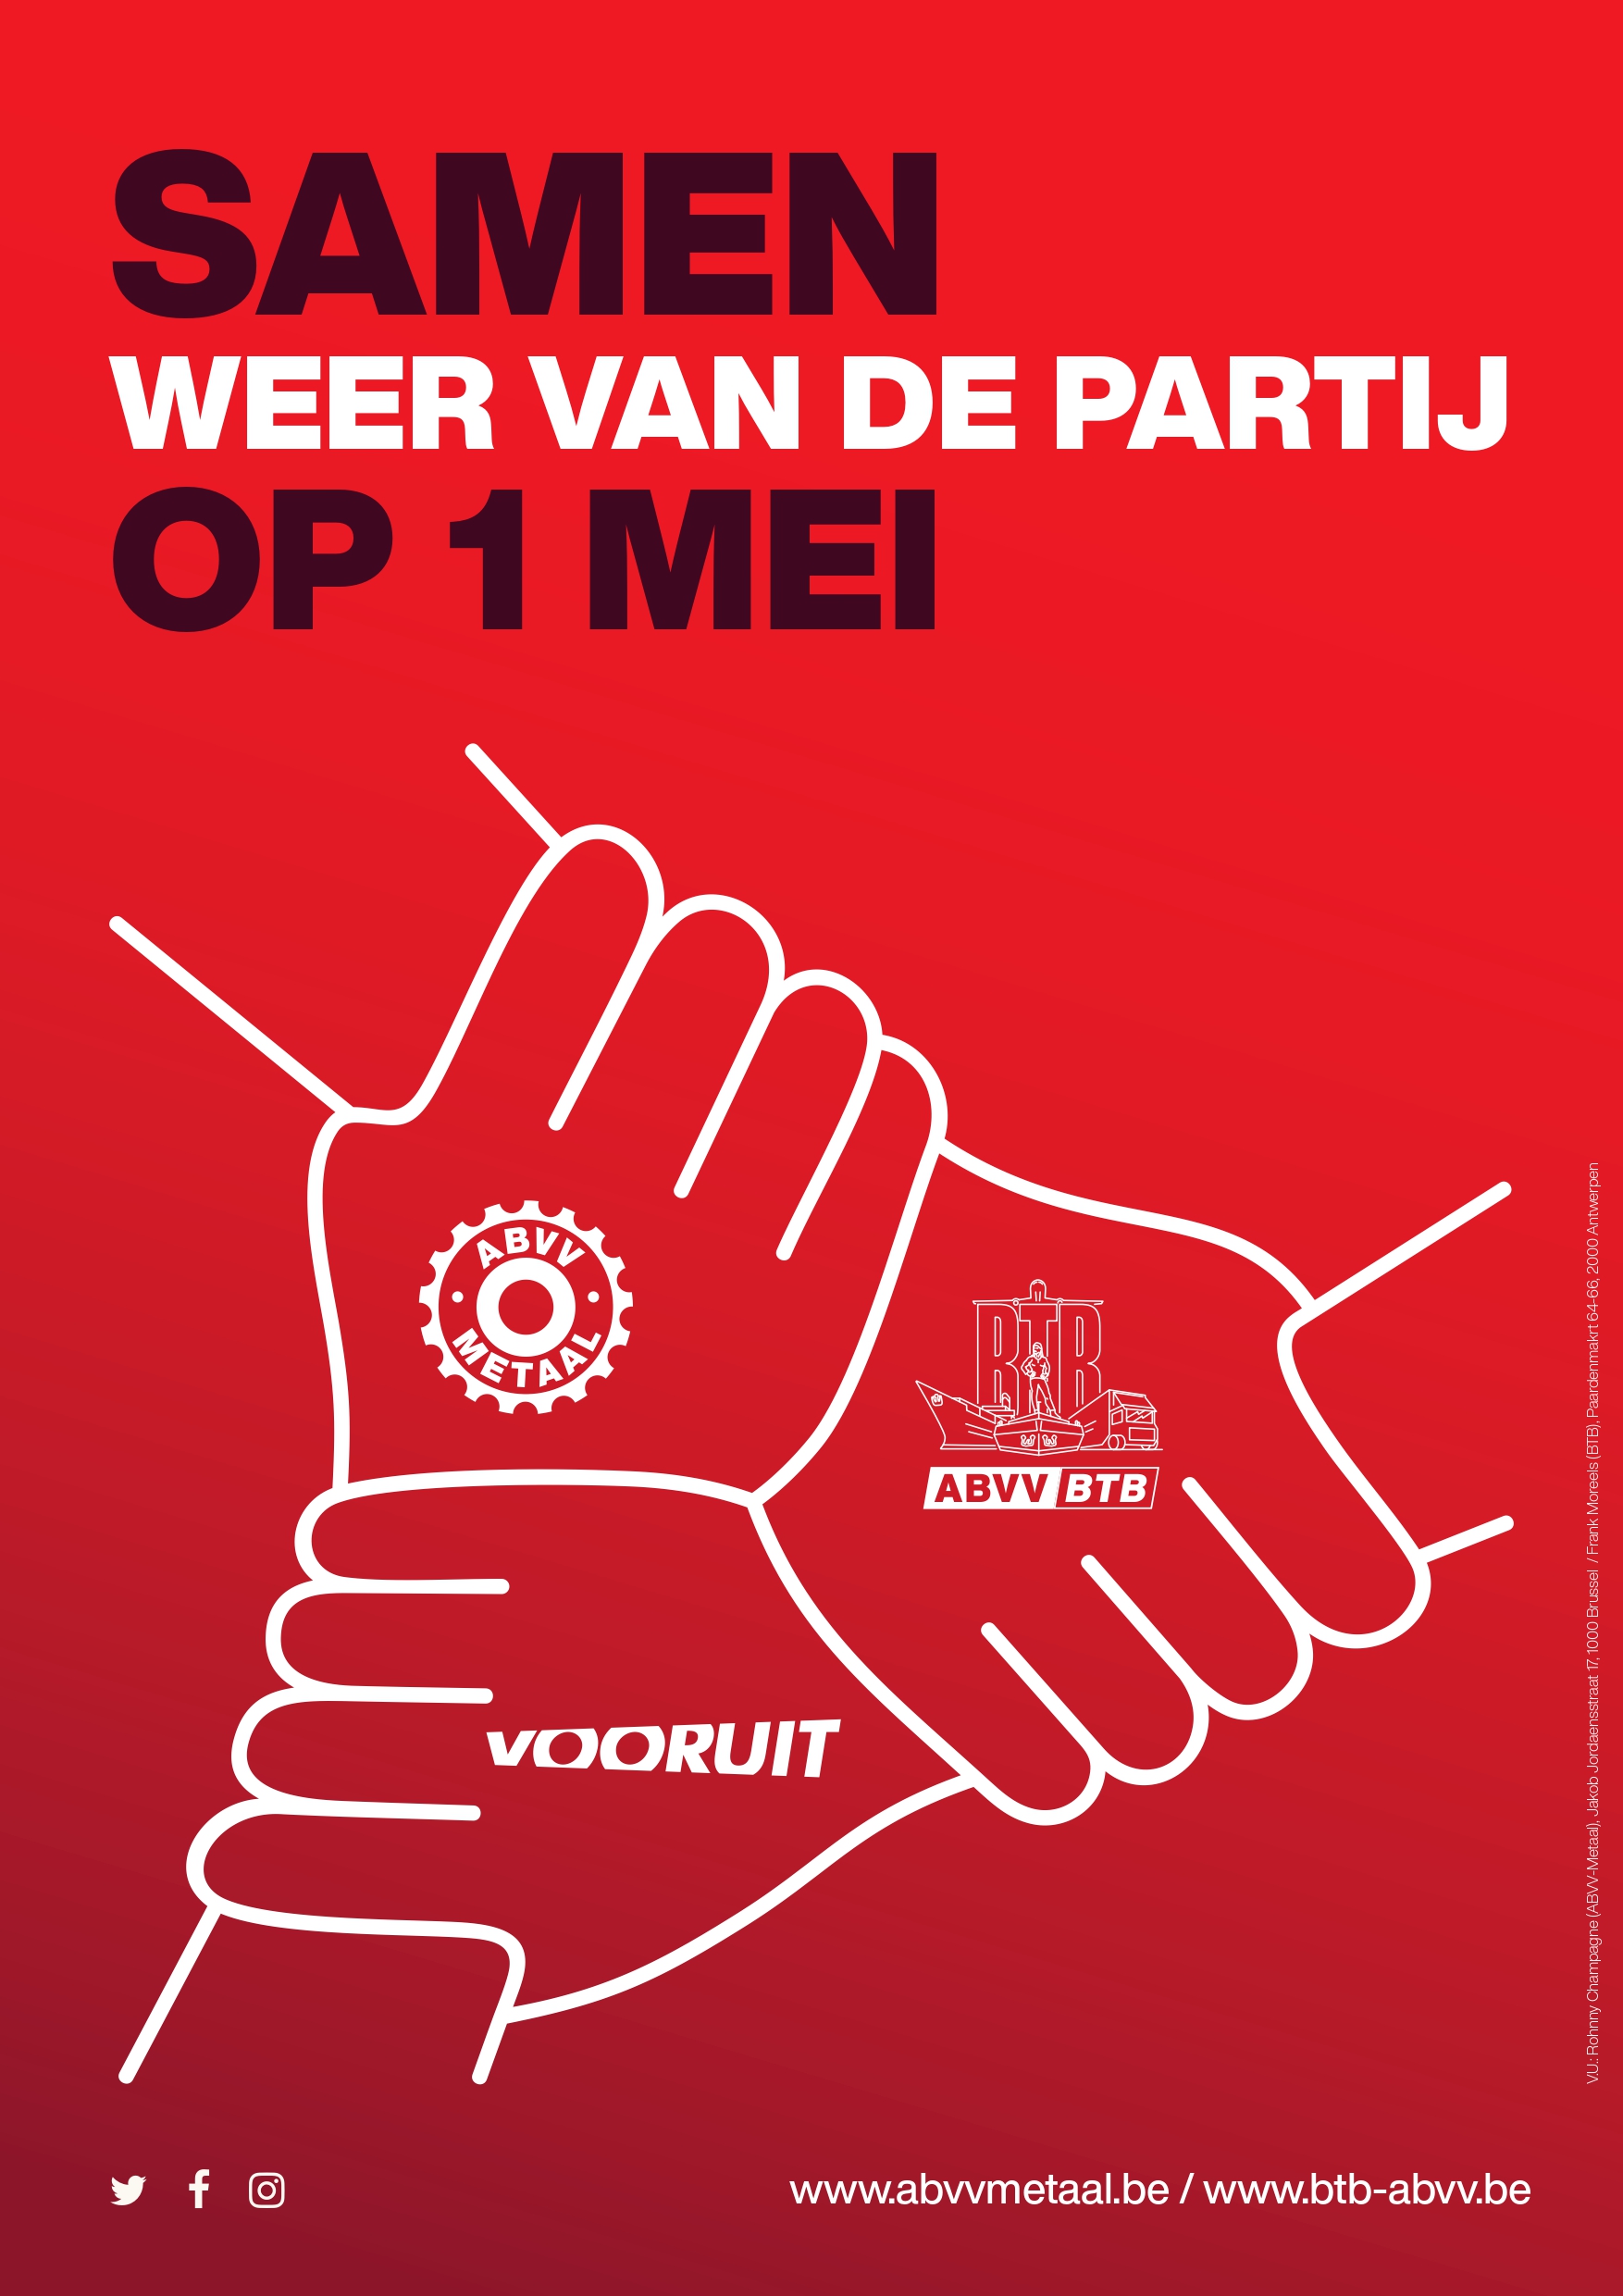 SAMEN
WEER VAN DE PARTIJ
OP 1 MEI
ABVV
METAAL
BTB
ABVV BTB
VOORUIT
V.U.: Rohnny Champagne (ABVV-Metaal), Jakob Jordaensstraat 17, 1000 Brussel / Frank Moreels (BTB), Paardenmakrt 64-66, 2000 Antwerpen
www.abvvmetaal.be / www.btb-abvv.be